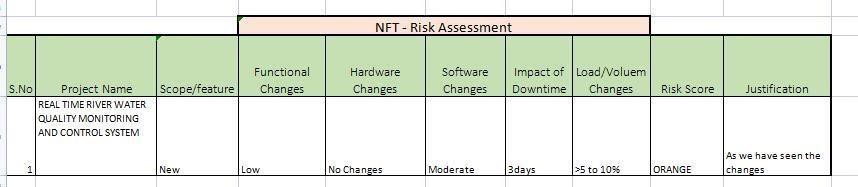 NFT - Risk Assessment
S.No Project Name Scope/feature Functional Changes Hardware Changes Software Changes Impact of Downtime Load/Voluem Changes Risk Score Justification
1 REAL TIME RIVER WATER QUALITY MONITORING AND CONTROL SYSTEM New Low No Changes Moderate 3days >5 to 10% ORANGE As we have seen the changes